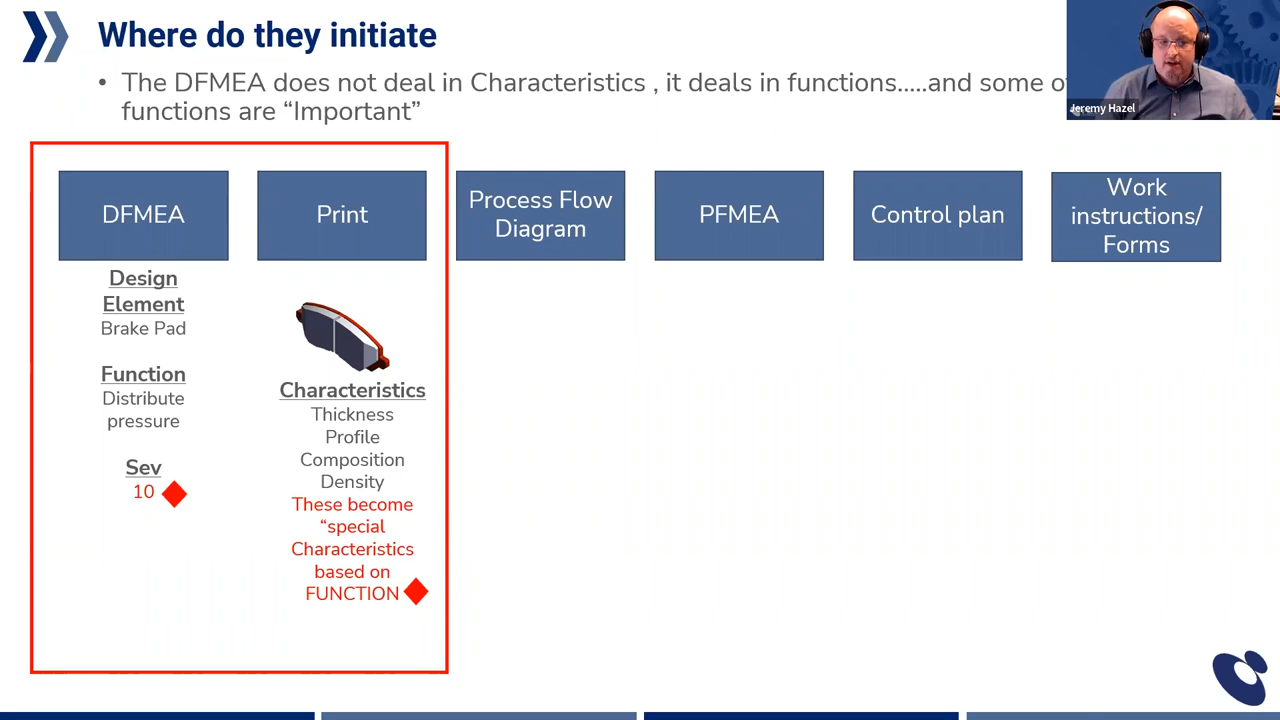 Where do they initiate
• The DFMEA does not deal in Characteristics , it deals in functions.....and some
functions are “Important”
Jeremy Hazel
DFMEA
Print
Process Flow
Diagram
PFMEA
Control plan
Work
instructions/
Forms
Design
Element
Brake Pad
Function
Distribute
pressure
Sev
10
Characteristics
Thickness
Profile
Composition
Density
These become
“special
Characteristics
based on
FUNCTION